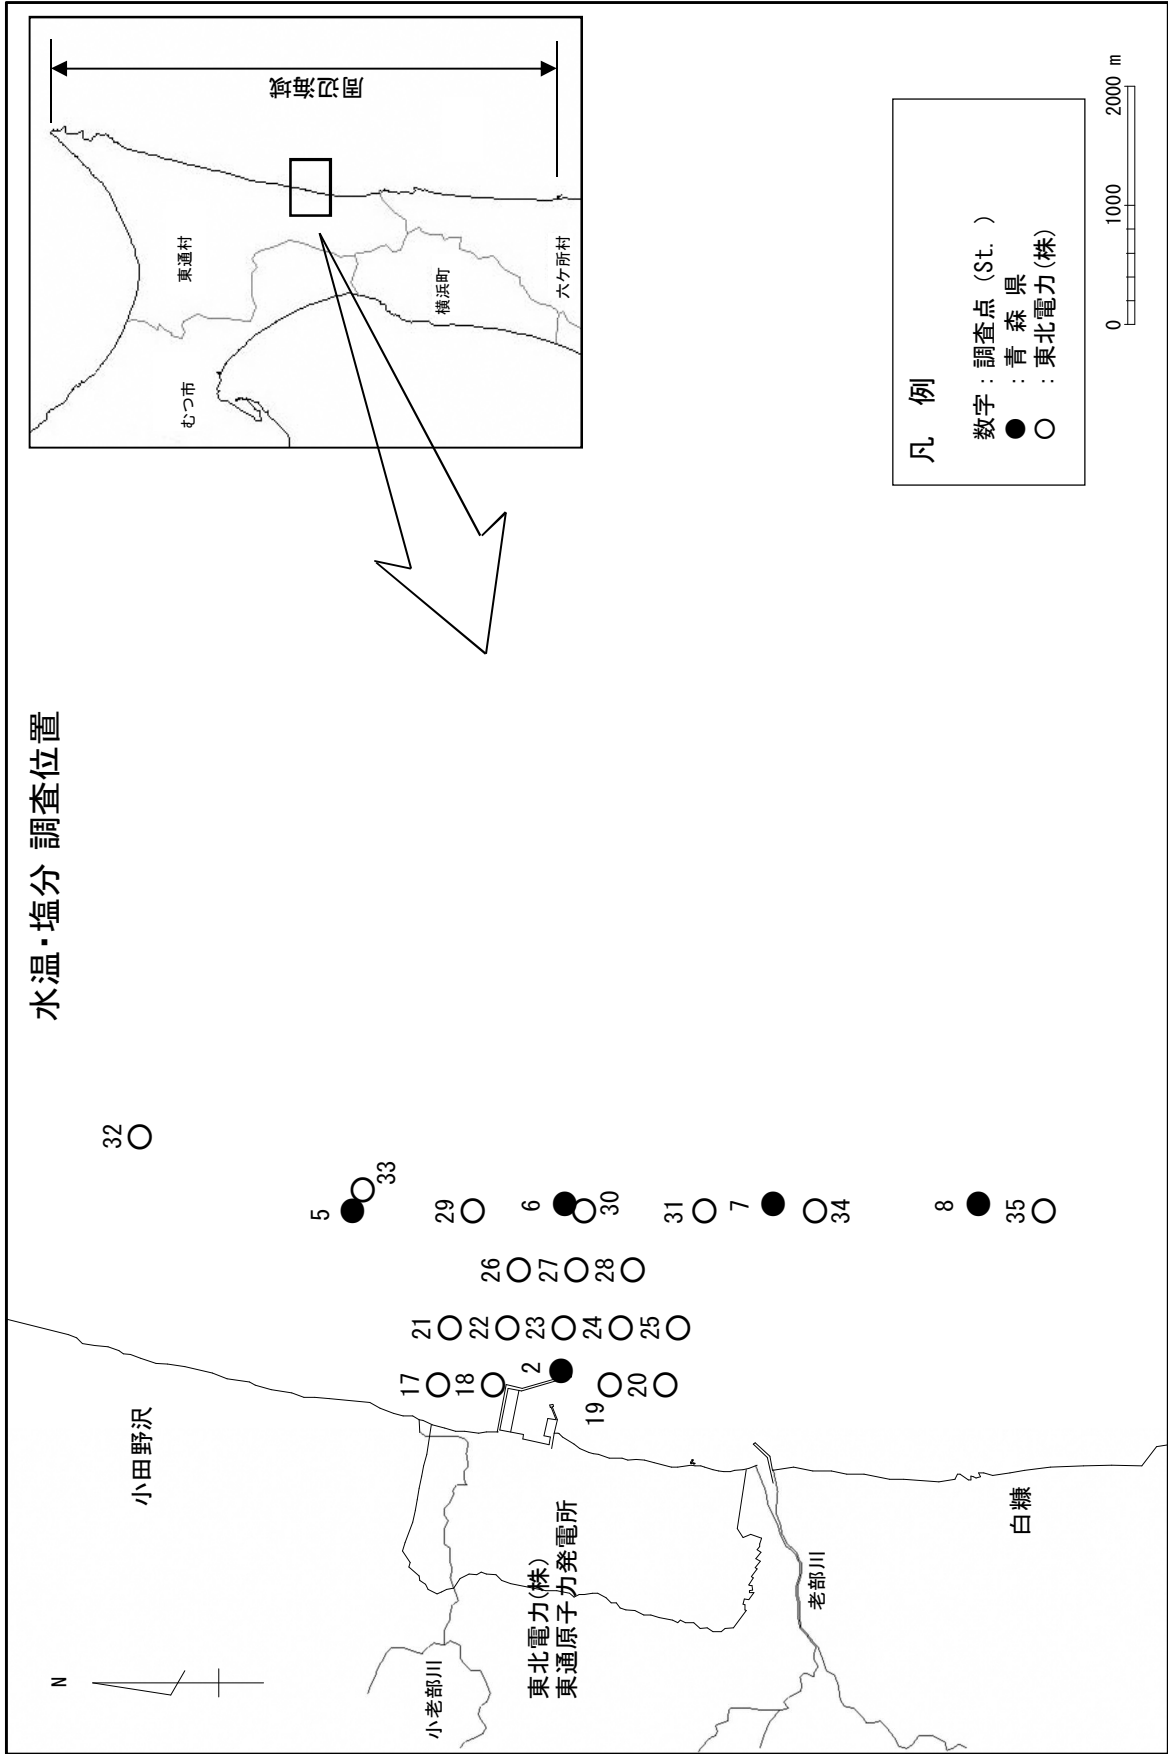 水温・塩分 調査位置
N
小田野沢
小老部川
東北電力(株)
東通原子力発電所
老部川
白糠
32
5
33
29
6
30
31
7
34
8
35
26
27
28
21
22
23
24
25
17
18
2
19
20
むつ市
東通村
横浜町
六ケ所村
周辺海域
凡 例
数字：調査点 (St. )
● ：青 森 県
○ ：東北電力(株)
0 1000 2000 m